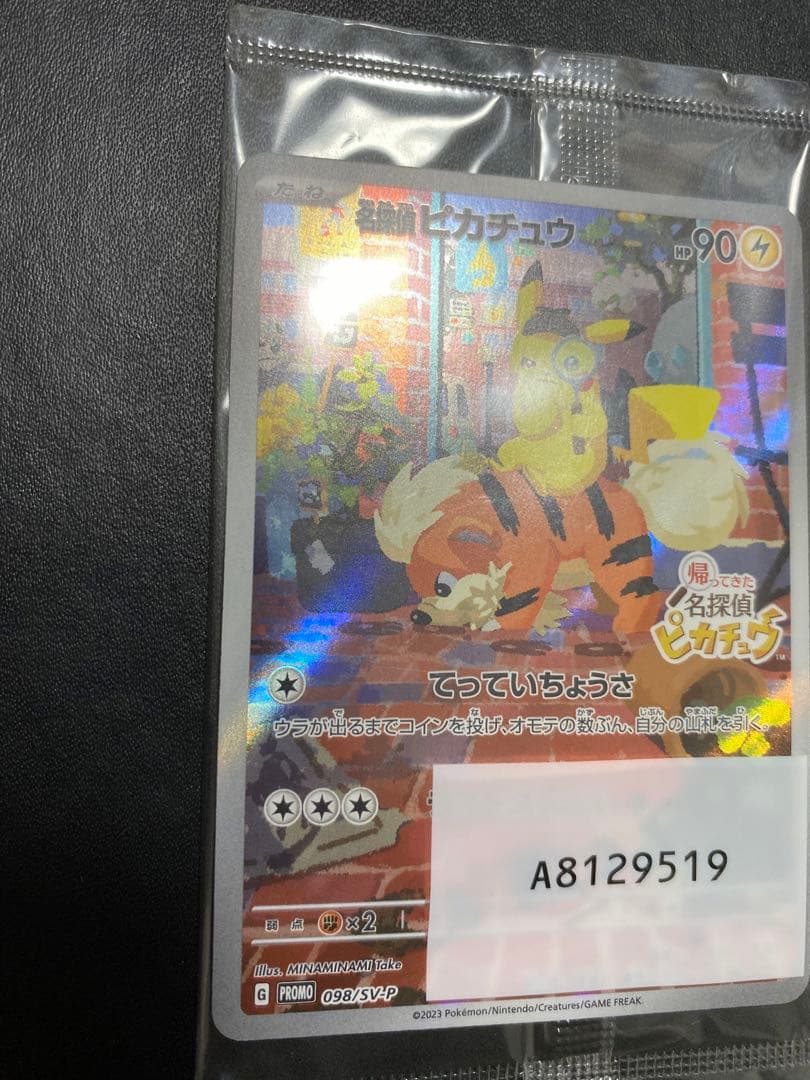 たね
名探偵ピカチュウ
HP90
帰ってきた
名探偵
ピカチュウ
TM
てっていちょうさ
ウラが出るまでコインを投げ、オモテの数ぶん、自分の山札を引く。
A8129519
弱点 ×2
Illus. MINAMINAMI Take
G PROMO 098/SV-P
©2023 Pokémon/Nintendo/Creatures/GAME FREAK.